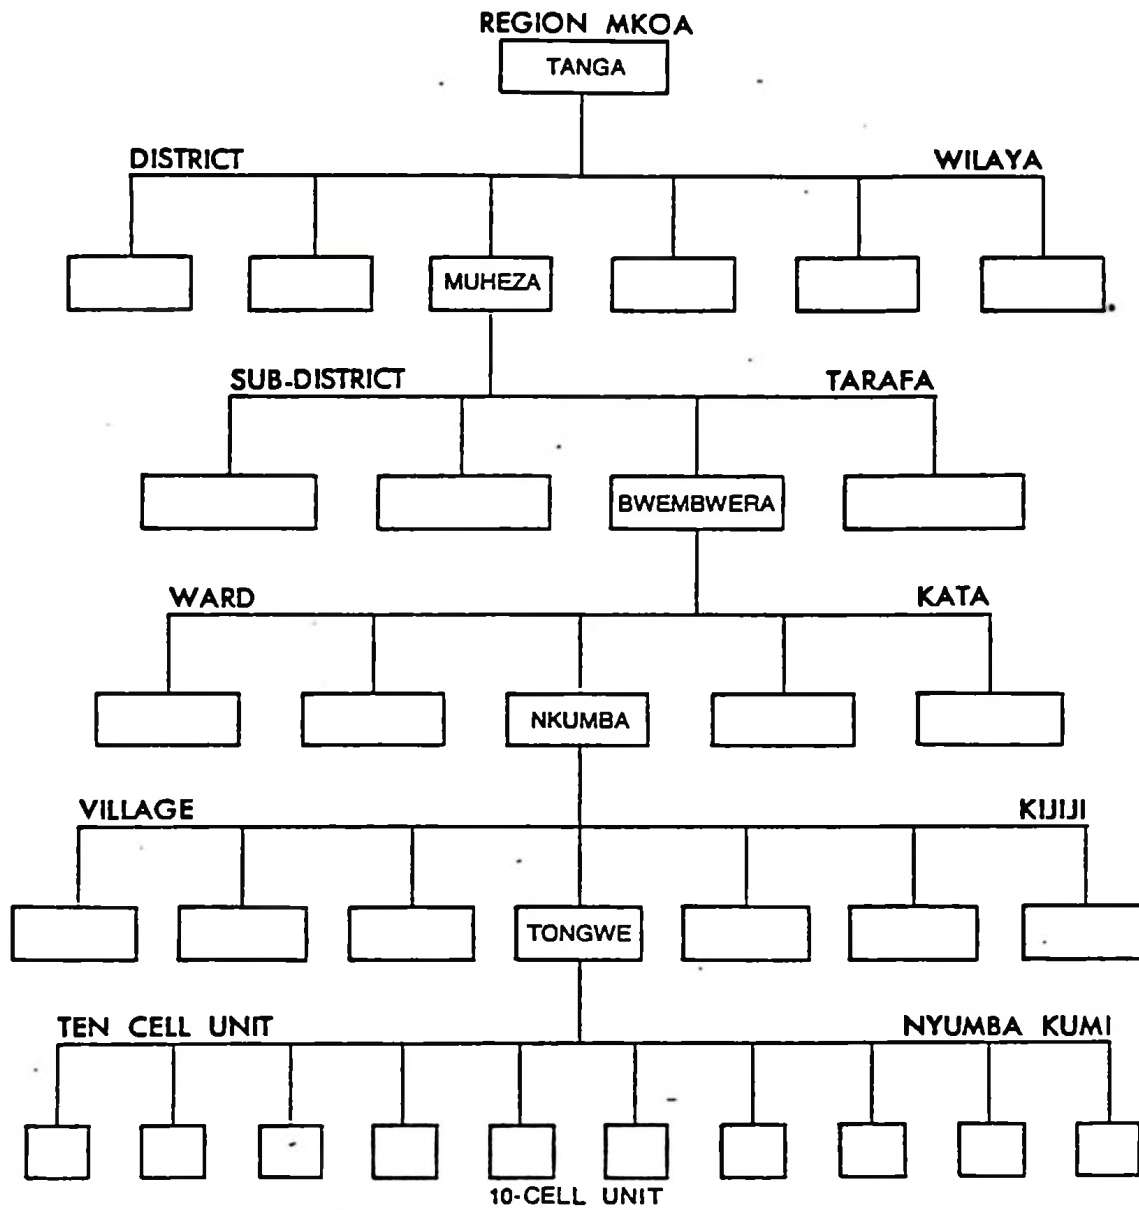 REGION MKOA
TANGA
DISTRICT WILAYA
MUHEZA
SUB-DISTRICT TARAFA
BWEMBWERA
WARD KATA
NKUMBA
VILLAGE KIJIJI
TONGWE
TEN CELL UNIT NYUMBA KUMI
10-CELL UNIT